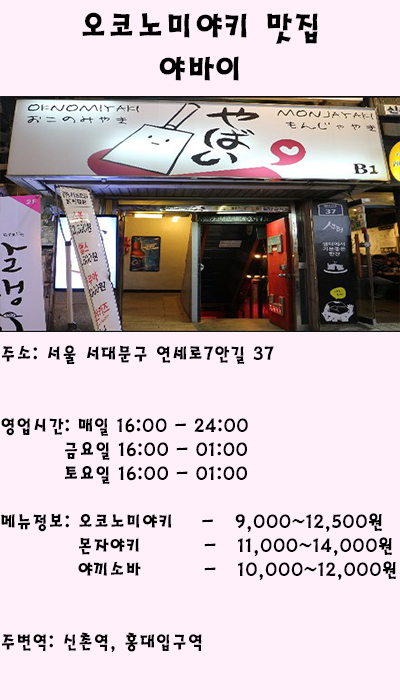 오코노미야키 맛집
야바이
OKNOMIYAKI
おこのみやき
やばい
MONJAYAKI
もんじゃやき
B1
37
주소: 서울 서대문구 연세로7안길 37
영업시간: 매일 16:00 - 24:00
금요일 16:00 - 01:00
토요일 16:00 - 01:00
메뉴정보: 오코노미야키 - 9,000~12,500원
몬자야키 - 11,000~14,000원
야끼소바 - 10,000~12,000원
주변역: 신촌역, 홍대입구역